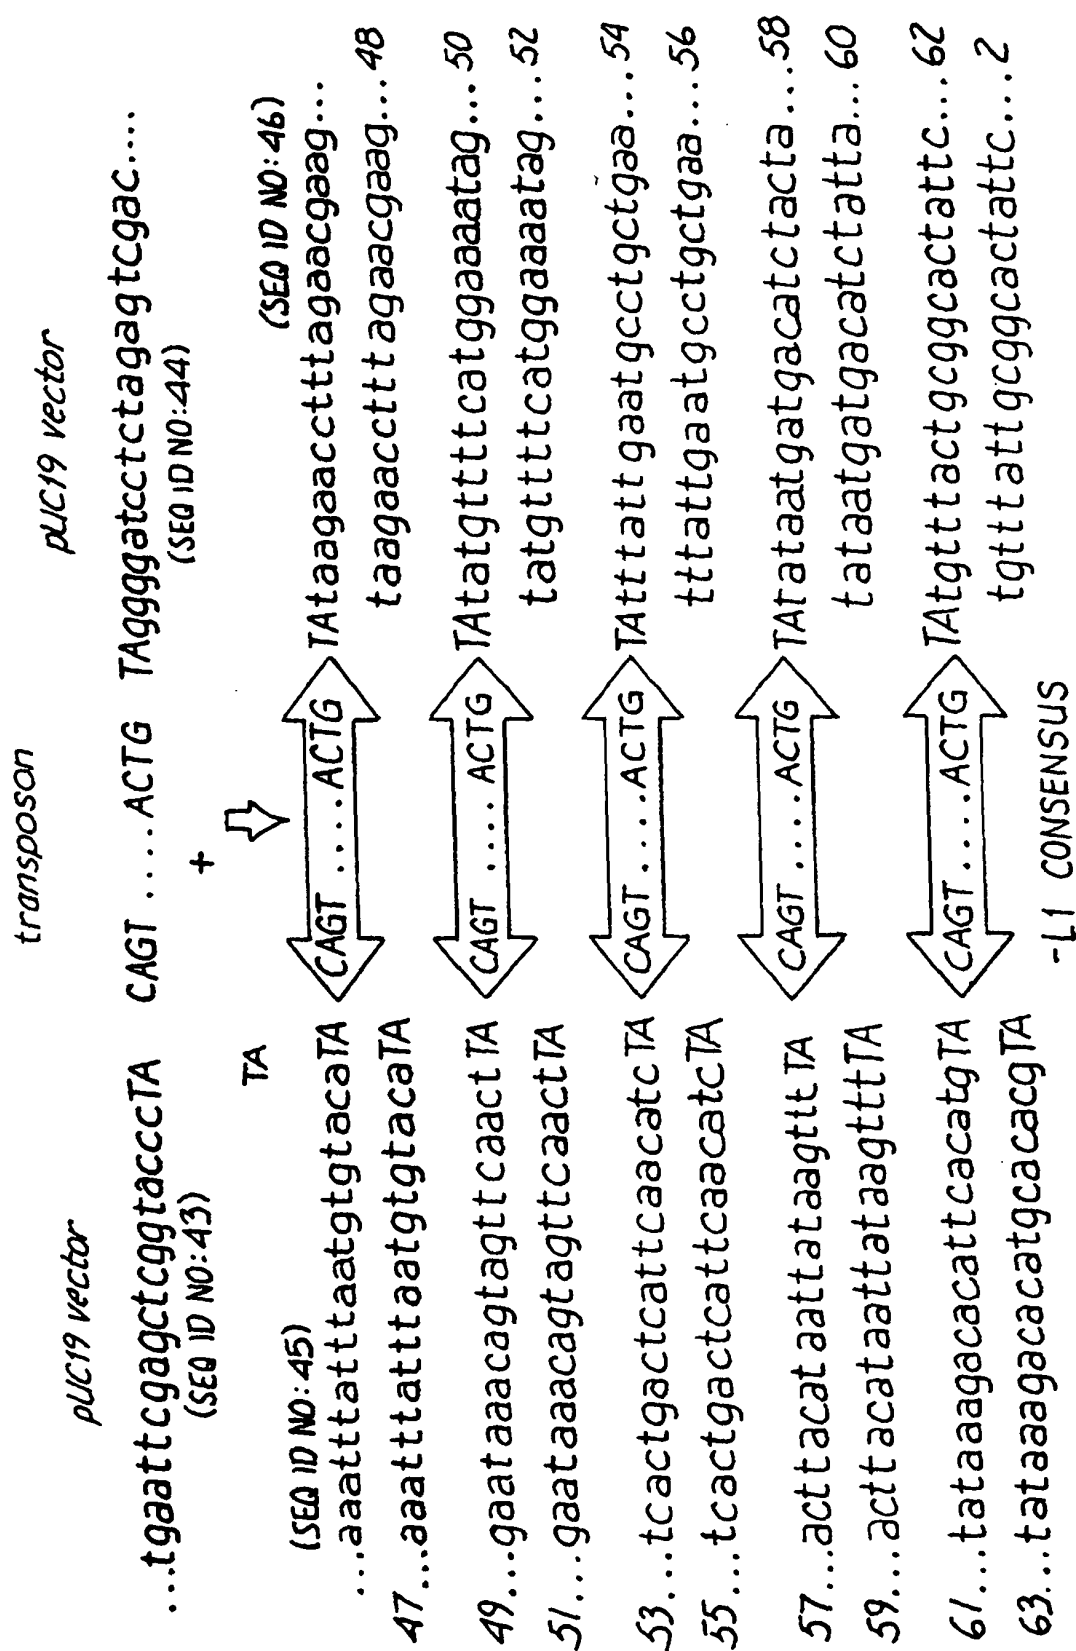 pUC19 vector transposon pUC19 vector
...tgaattcgagctcggtacccTA CAGT .....ACTG TAggggatcctctagagtcgac....
(SEQ ID NO:43) + (SEQ ID NO:44)
TA
(SEQ ID NO:45) (SEQ ID NO:46)
...aaatttatttaatgtgtacaTA CAGT .....ACTG TAtaagaacctttagaacgaag...
47...aaatttatttaatgtgtacaTA taagaacctttagaacgaag...48
49...gaataaacagtagttcaactTA CAGT ..... ACTG TAtatgttttcatggaaaatag...50
51...gaataaacagtagttcaactTA tatgttttcatggaaaatag...52
53...tcactgactcattcaacatcTA CAGT .....ACTG TAtttattgaatgcctgctgaa...54
55...tcactgactcattcaacatcTA tttattgaatgcctgctgaa...56
57...acttacataattataagtttTA CAGT .....ACTG TAtataatgatgacatctacta...58
59...acttacataattataagtttTA tataatgatgacatctatta...60
61...tataaagacacattcacatgTA CAGT .....ACTG TAtgtttactgcggcactattc...62
63...tataaagacacatgcacacgTA tgtttattgcggcactattc...2
-L1 CONSENSUS